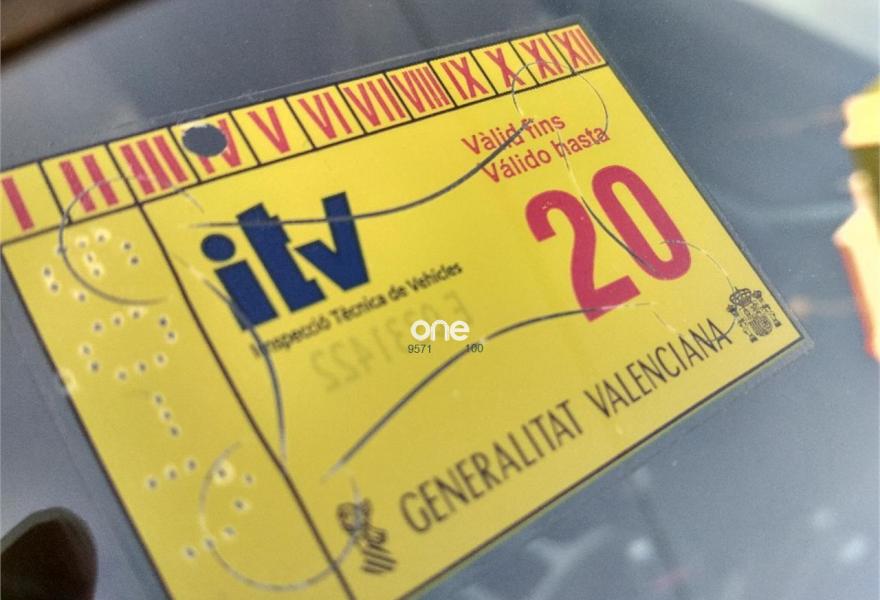 I II III IV V VI VII VIII IX X XI XII
Vàlid fins
Válido hasta
20
itv
Inspecció Tècnica de Vehicles
one
9571 100
GENERALITAT VALENCIANA